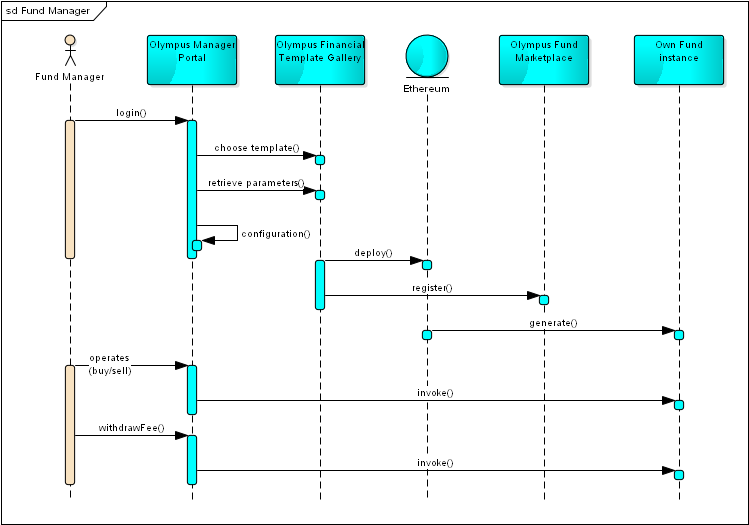 sd Fund Manager
Fund Manager
Olympus Manager
Portal
Olympus Financial
Template Gallery
Ethereum
Olympus Fund
Marketplace
Own Fund
instance
login()
choose template()
retrieve parameters()
configuration()
deploy()
register()
generate()
operates
(buy/sell)
invoke()
withdrawFee()
invoke()